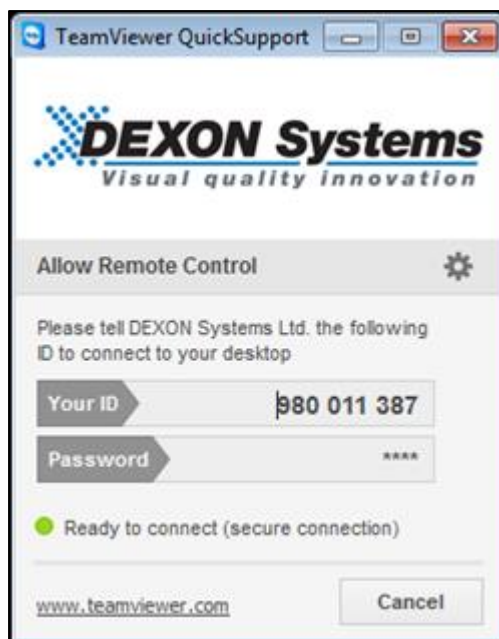 TeamViewer QuickSupport
DEXON Systems
Visual quality innovation
Allow Remote Control
Please tell DEXON Systems Ltd. the following
ID to connect to your desktop
Your ID 980 011 387
Password ****
Ready to connect (secure connection)
www.teamviewer.com Cancel